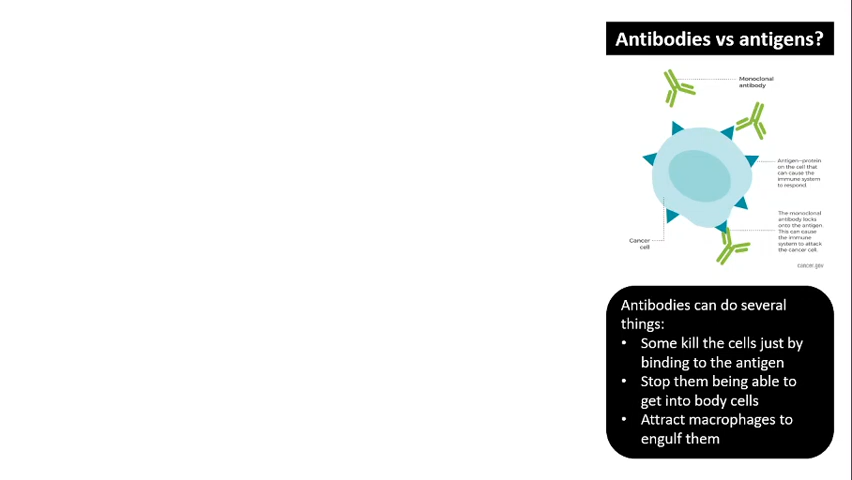 Antibodies vs antigens?
Monoclonal
antibody
Antigen-protein
on the cell that
can cause the
immune system
to respond
The monoclonal
antibody locks
onto the antigen.
This can cause
the immune
system to attack
the cancer cell.
Cancer
cell
cancer.gov
Antibodies can do several
things:
• Some kill the cells just by
binding to the antigen
• Stop them being able to
get into body cells
• Attract macrophages to
engulf them